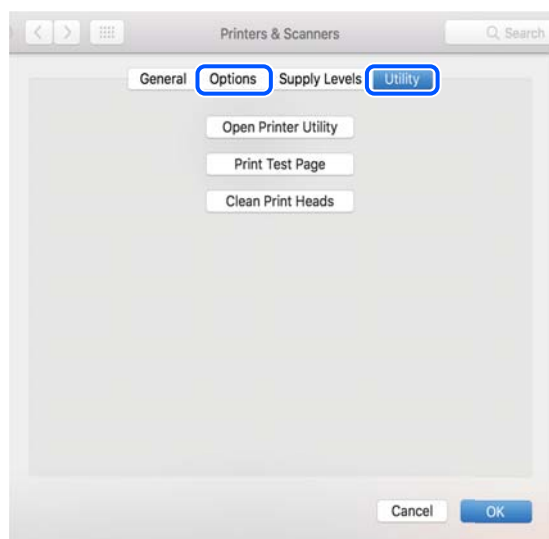 Printers & Scanners Search
General Options Supply Levels Utility
Open Printer Utility
Print Test Page
Clean Print Heads
Cancel OK